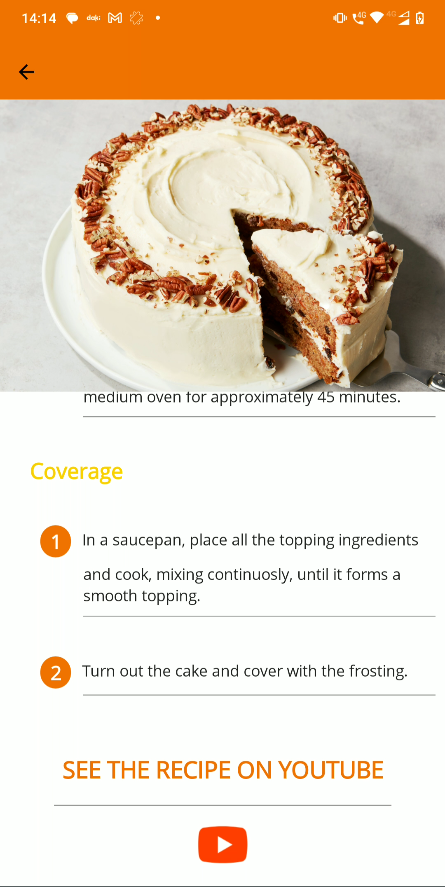 14:14
4G
4G
medium oven for approximately 45 minutes.
Coverage
1 In a saucepan, place all the topping ingredients
and cook, mixing continuosly, until it forms a
smooth topping.
2 Turn out the cake and cover with the frosting.
SEE THE RECIPE ON YOUTUBE